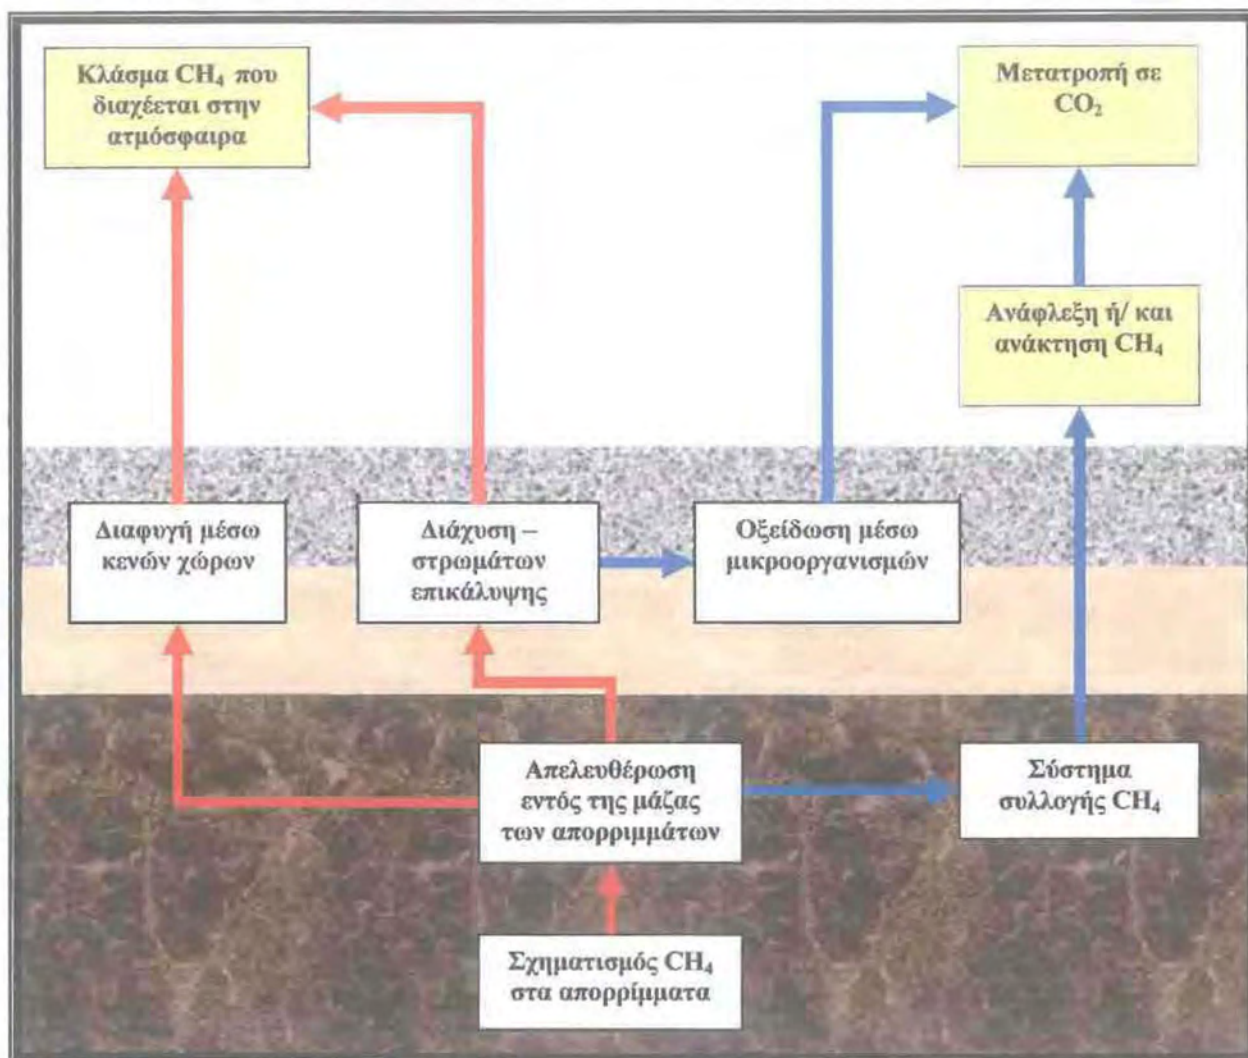 Κλάσμα CH₄ που
διαχέεται στην
ατμόσφαιρα
Μετατροπή σε
CO₂
Ανάφλεξη ή/ και
ανάκτηση CH₄
Διαφυγή μέσω
κενών χώρων
Διάχυση –
στρωμάτων
επικάλυψης
Οξείδωση μέσω
μικροοργανισμών
Απελευθέρωση
εντός της μάζας
των απορριμμάτων
Σύστημα
συλλογής CH₄
Σχηματισμός CH₄
στα απορρίμματα